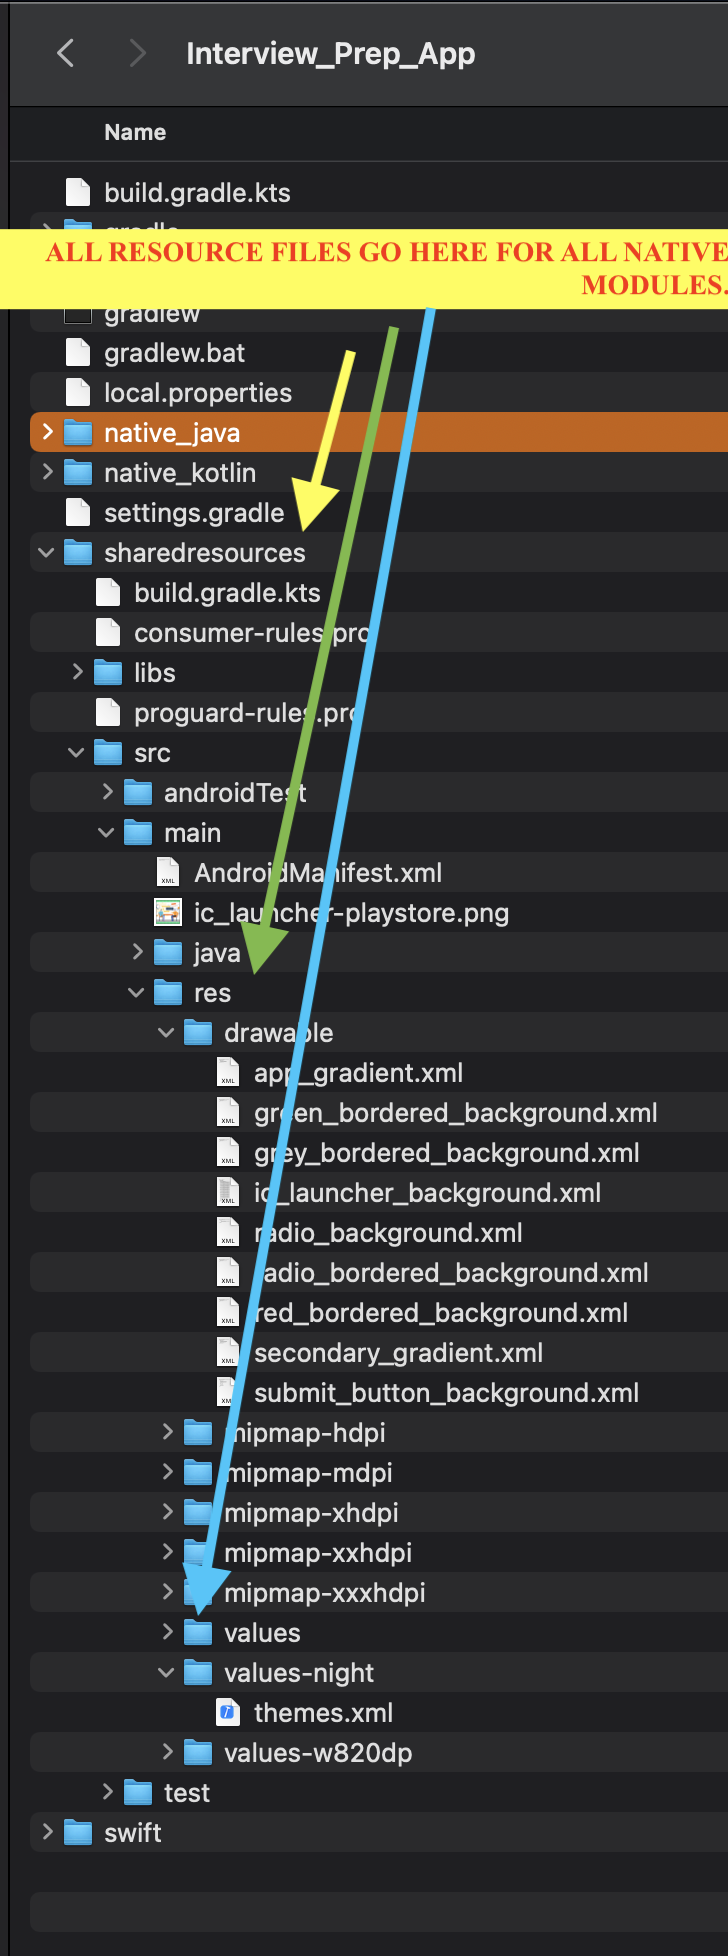 Interview_Prep_App
Name
build.gradle.kts
gradle
ALL RESOURCE FILES GO HERE FOR ALL NATIVE
MODULES.
gradlew
gradlew.bat
local.properties
native_java
native_kotlin
settings.gradle
sharedresources
build.gradle.kts
consumer-rules.pro
libs
proguard-rules.pro
src
androidTest
main
AndroidManifest.xml
ic_launcher-playstore.png
java
res
drawable
app_gradient.xml
green_bordered_background.xml
grey_bordered_background.xml
ic_launcher_background.xml
radio_background.xml
radio_bordered_background.xml
red_bordered_background.xml
secondary_gradient.xml
submit_button_background.xml
mipmap-hdpi
mipmap-mdpi
mipmap-xhdpi
mipmap-xxhdpi
mipmap-xxxhdpi
values
values-night
themes.xml
values-w820dp
test
swift